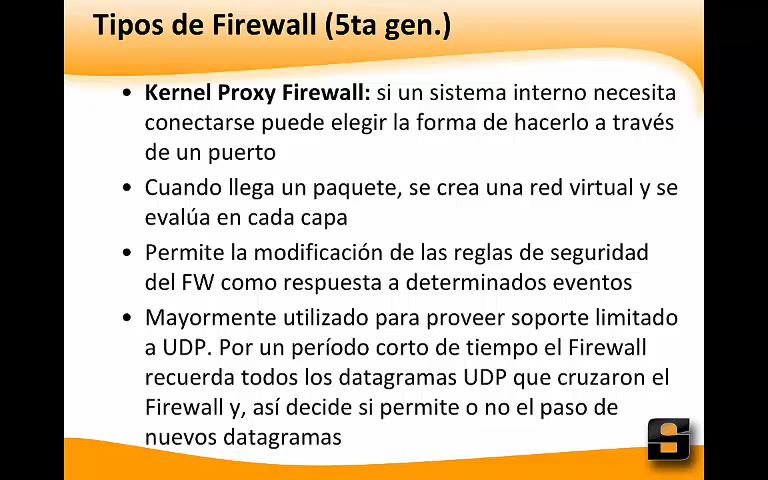 Tipos de Firewall (5ta gen.)
• Kernel Proxy Firewall: si un sistema interno necesita
conectarse puede elegir la forma de hacerlo a través
de un puerto
• Cuando llega un paquete, se crea una red virtual y se
evalúa en cada capa
• Permite la modificación de las reglas de seguridad
del FW como respuesta a determinados eventos
• Mayormente utilizado para proveer soporte limitado
a UDP. Por un período corto de tiempo el Firewall
recuerda todos los datagramas UDP que cruzaron el
Firewall y, así decide si permite o no el paso de
nuevos datagramas